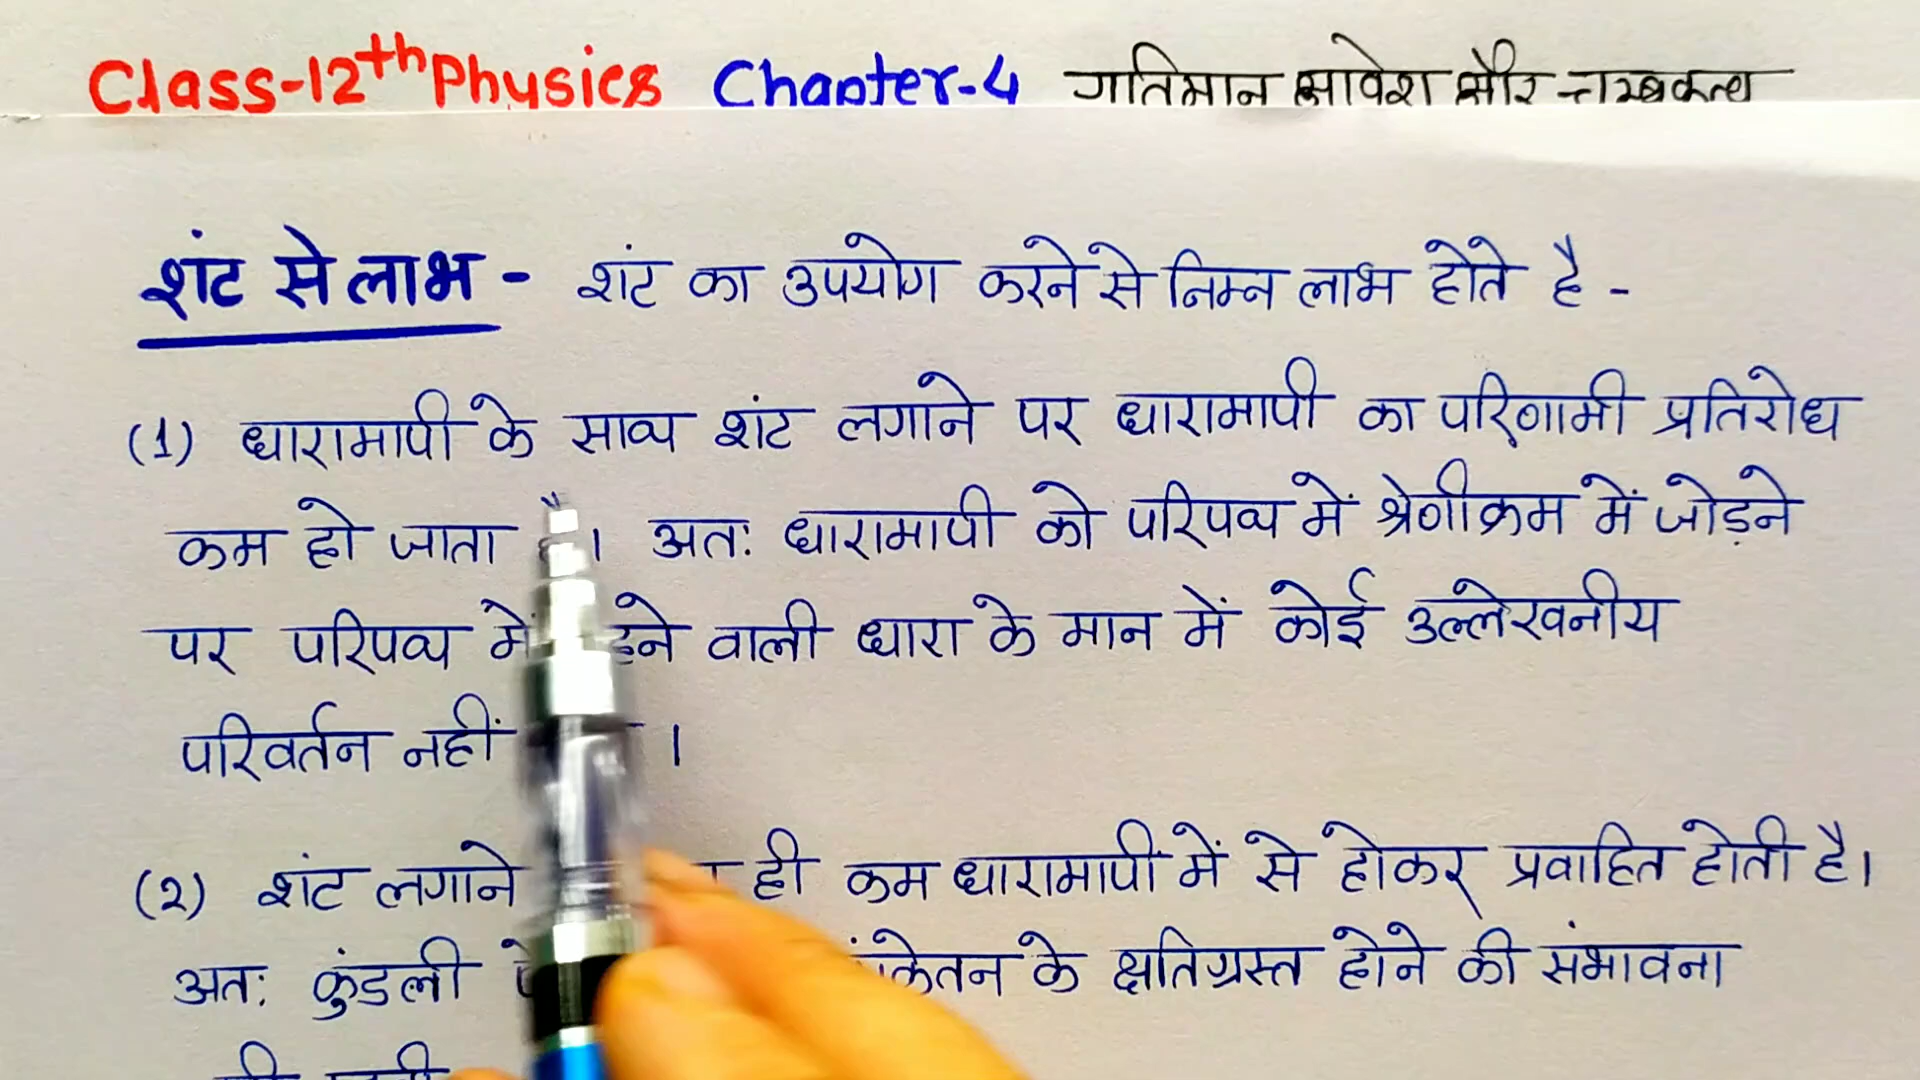 Class-12th Physics Chapter-4 गतिमान आवेश और चुम्बकत्व
शंट से लाभ - शंट का उपयोग करने से निम्न लाभ होते है -
(1) धारामापी के साथ शंट लगाने पर धारामापी का परिणामी प्रतिरोध
कम हो जाता है। अतः धारामापी को परिपथ में श्रेणीक्रम में जोड़ने
पर परिपथ में वाली धारा के मान में कोई उल्लेखनीय
परिवर्तन नहीं ।
(2) शंट लगाने ही कम धारामापी में से होकर प्रवाहित होती है।
अतः कुंडली के क्षतिग्रस्त होने की संभावना